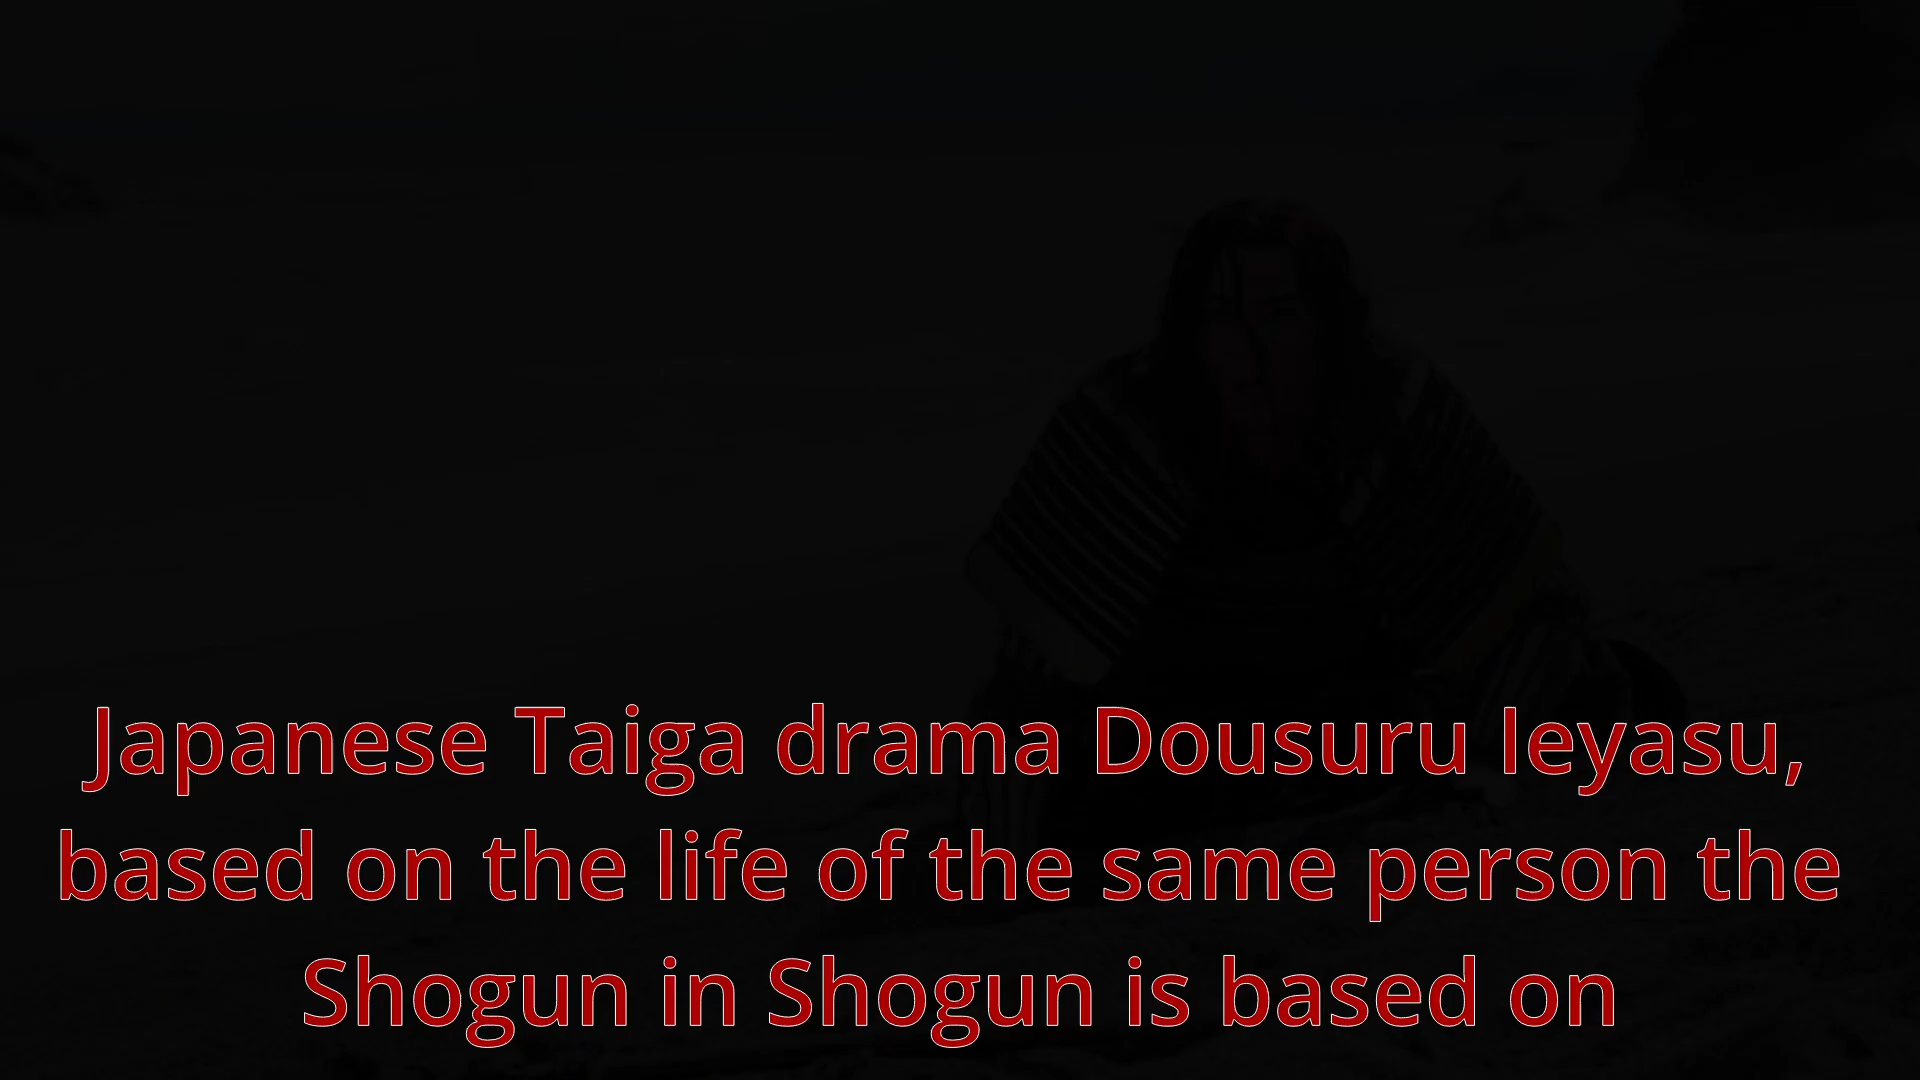 Japanese Taiga drama Dousuru Ieyasu,
based on the life of the same person the
Shogun in Shogun is based on